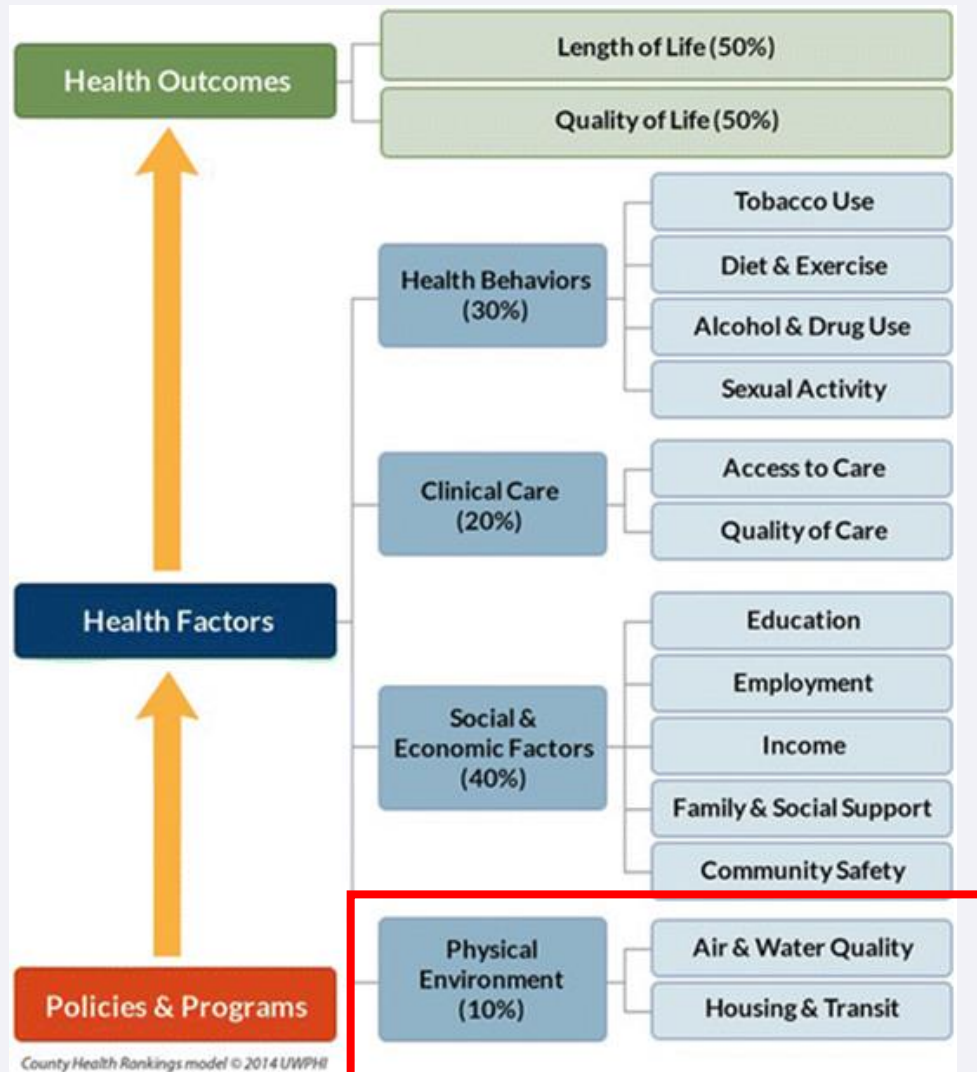 Health Outcomes
Length of Life (50%)
Quality of Life (50%)
Health Behaviors
(30%)
Tobacco Use
Diet & Exercise
Alcohol & Drug Use
Sexual Activity
Clinical Care
(20%)
Access to Care
Quality of Care
Health Factors
Social &
Economic Factors
(40%)
Education
Employment
Income
Family & Social Support
Community Safety
Physical
Environment
(10%)
Air & Water Quality
Housing & Transit
Policies & Programs
County Health Rankings model © 2014 UWPHI